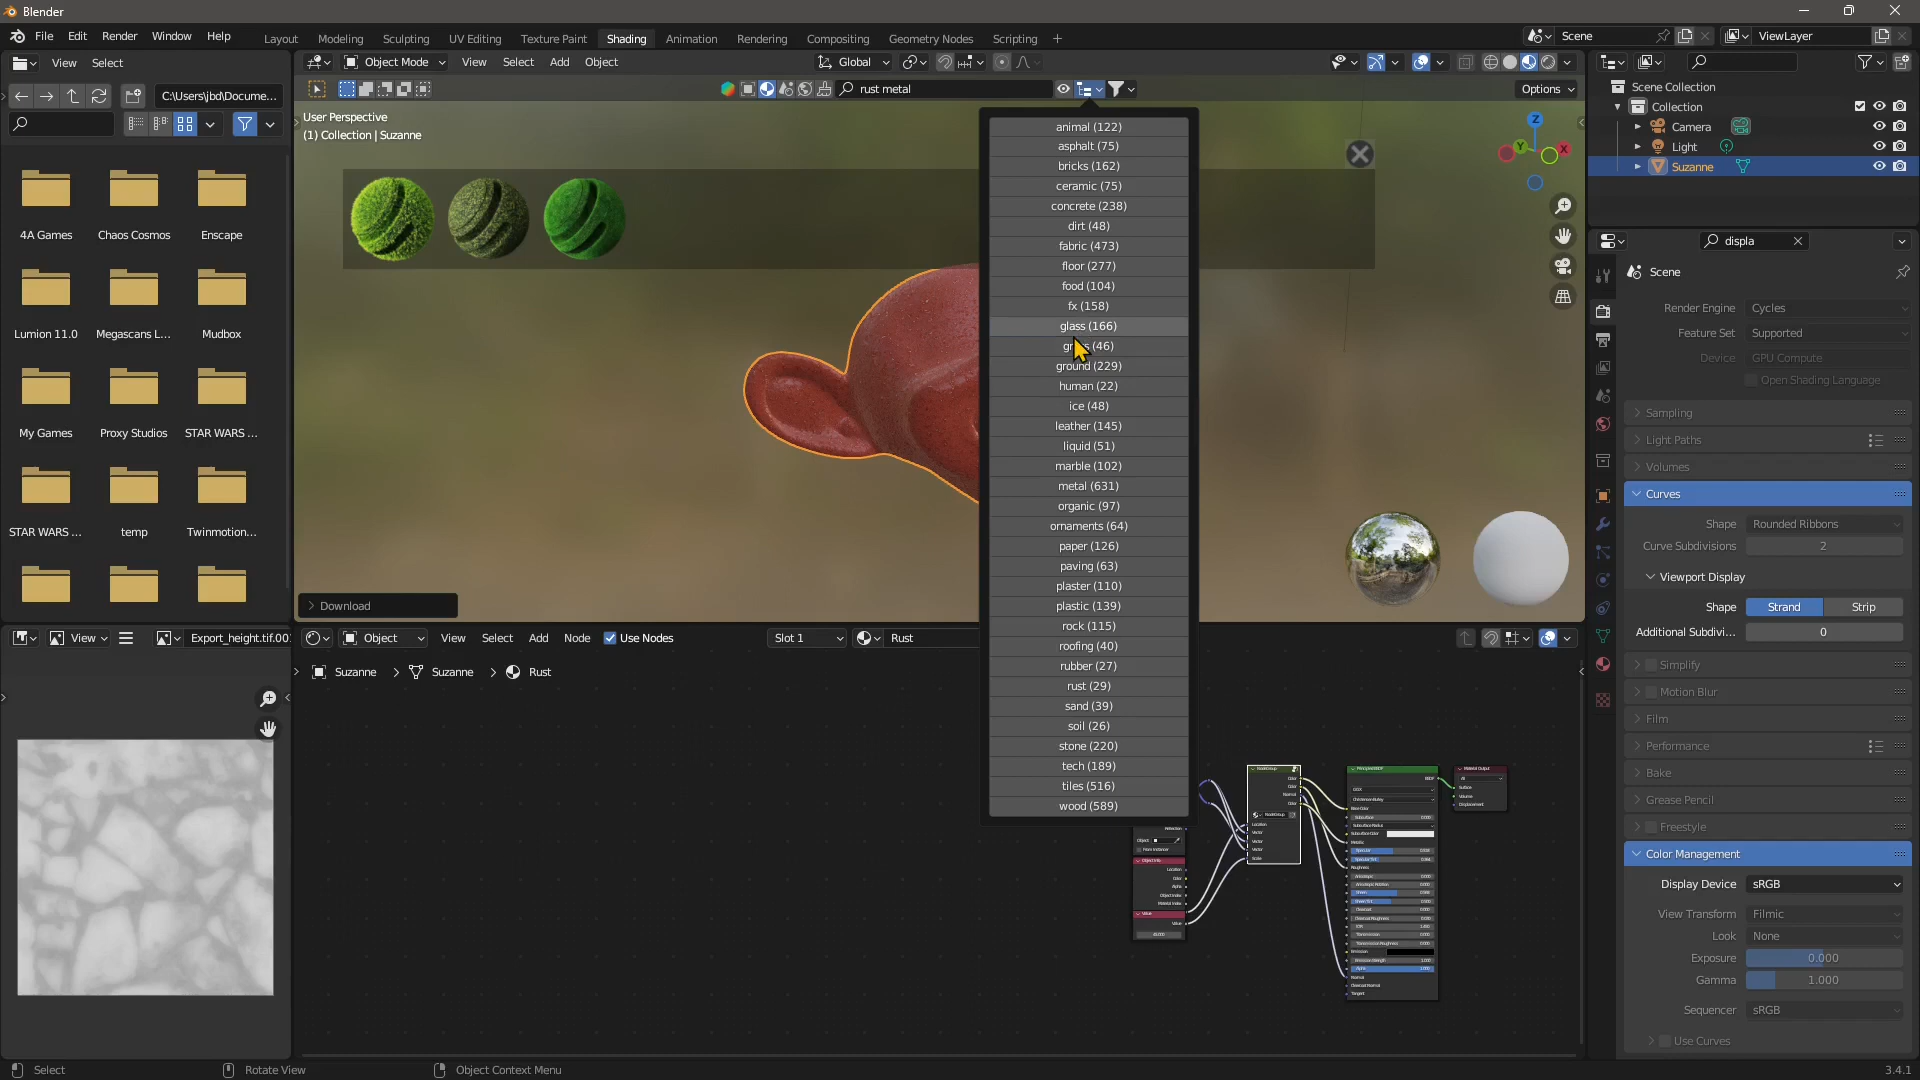 Blender
File Edit Render Window Help
Layout Modeling Sculpting UV Editing Texture Paint Shading Animation Rendering Compositing Geometry Nodes Scripting +
Scene
ViewLayer
View Select
Object Mode View Select Add Object
Global
C:\Users\jbd\Docume...
rust metal
Options
User Perspective
(1) Collection | Suzanne
Scene Collection
Collection
Camera
Light
Suzanne
4A Games Chaos Cosmos Enscape
Lumion 11.0 Megascans L... Mudbox
My Games Proxy Studios STAR WARS ...
STAR WARS ... temp Twinmotion...
animal (122)
asphalt (75)
bricks (162)
ceramic (75)
concrete (238)
dirt (48)
fabric (473)
floor (277)
food (104)
fx (158)
glass (166)
(46)
ground (229)
human (22)
ice (48)
leather (145)
liquid (51)
marble (102)
metal (631)
organic (97)
ornaments (64)
paper (126)
paving (63)
plaster (110)
plastic (139)
rock (115)
roofing (40)
rubber (27)
rust (29)
sand (39)
soil (26)
stone (220)
tech (189)
tiles (516)
wood (589)
Z
Y
X
Download
displa
Scene
Render Engine Cycles
Feature Set Supported
Device GPU Compute
Open Shading Language
Sampling
Light Paths
Volumes
Curves
Shape Rounded Ribbons
Curve Subdivisions 2
Viewport Display
Shape Strand Strip
Additional Subdivi... 0
Simplify
Motion Blur
Film
Performance
Bake
Grease Pencil
Freestyle
Color Management
Display Device sRGB
View Transform Filmic
Look None
Exposure 0.000
Gamma 1.000
Sequencer sRGB
Use Curves
View
Export_height.tif.001
Object View Select Add Node Use Nodes
Slot 1
Rust
Suzanne > Suzanne > Rust
Select
Rotate View
Object Context Menu
3.4.1